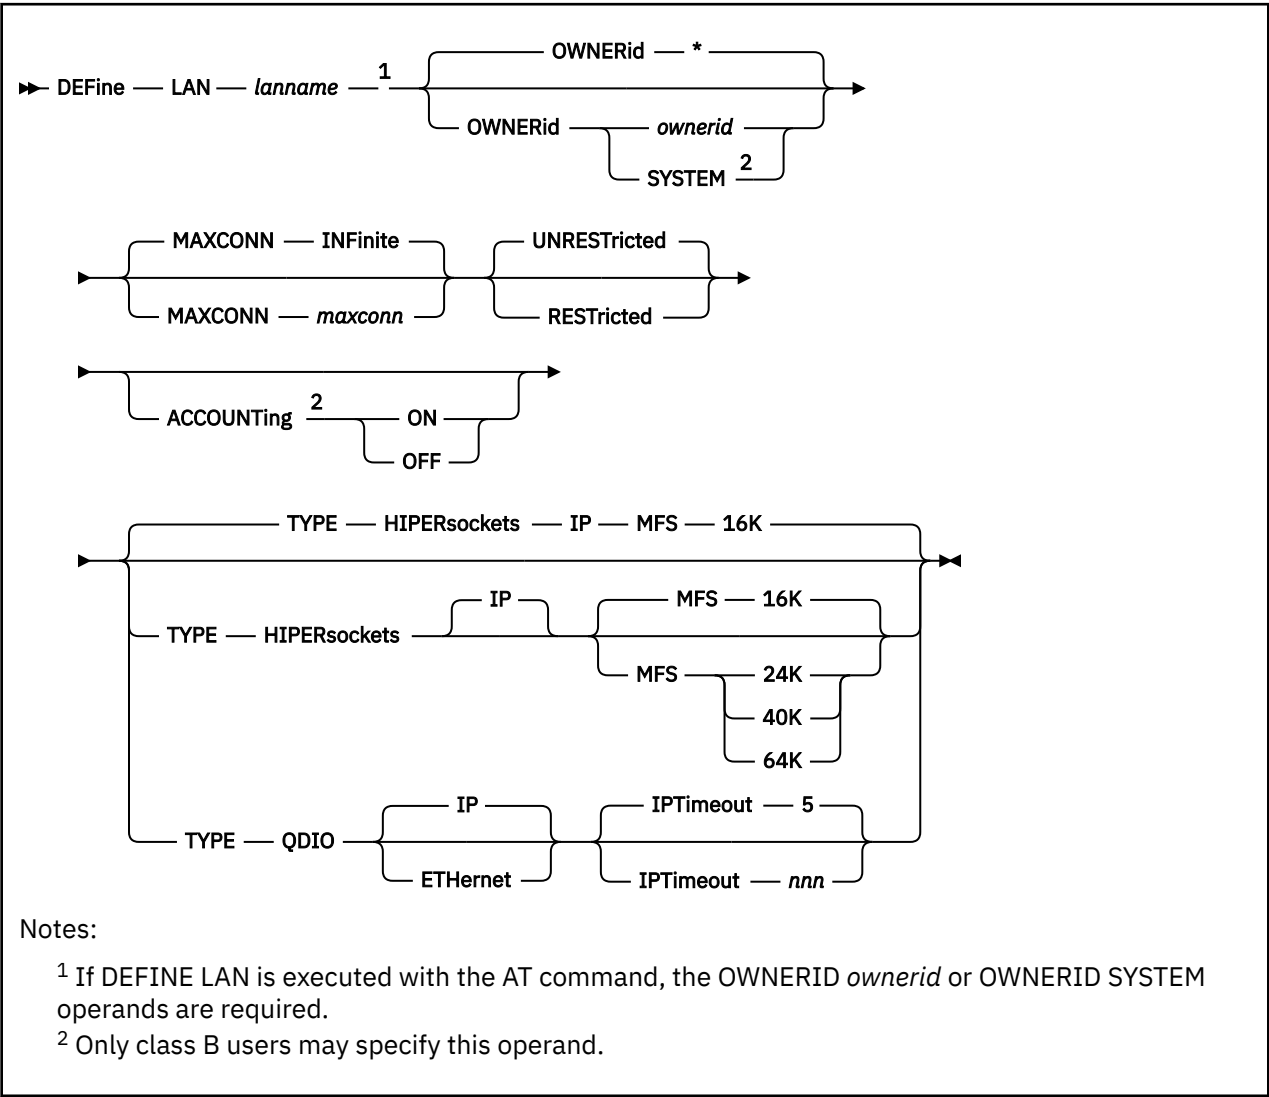 OWNERid *
DEFine LAN lanname 1
OWNERid ownerid
SYSTEM 2
MAXCONN INFinite UNRESTricted
MAXCONN maxconn RESTricted
ACCOUNTing 2 ON
OFF
TYPE HIPERsockets IP MFS 16K
IP MFS 16K
TYPE HIPERsockets
MFS 24K
40K
64K
IP IPTimeout 5
TYPE QDIO
ETHernet IPTimeout nnn
Notes:
1 If DEFINE LAN is executed with the AT command, the OWNERID ownerid or OWNERID SYSTEM
operands are required.
2 Only class B users may specify this operand.